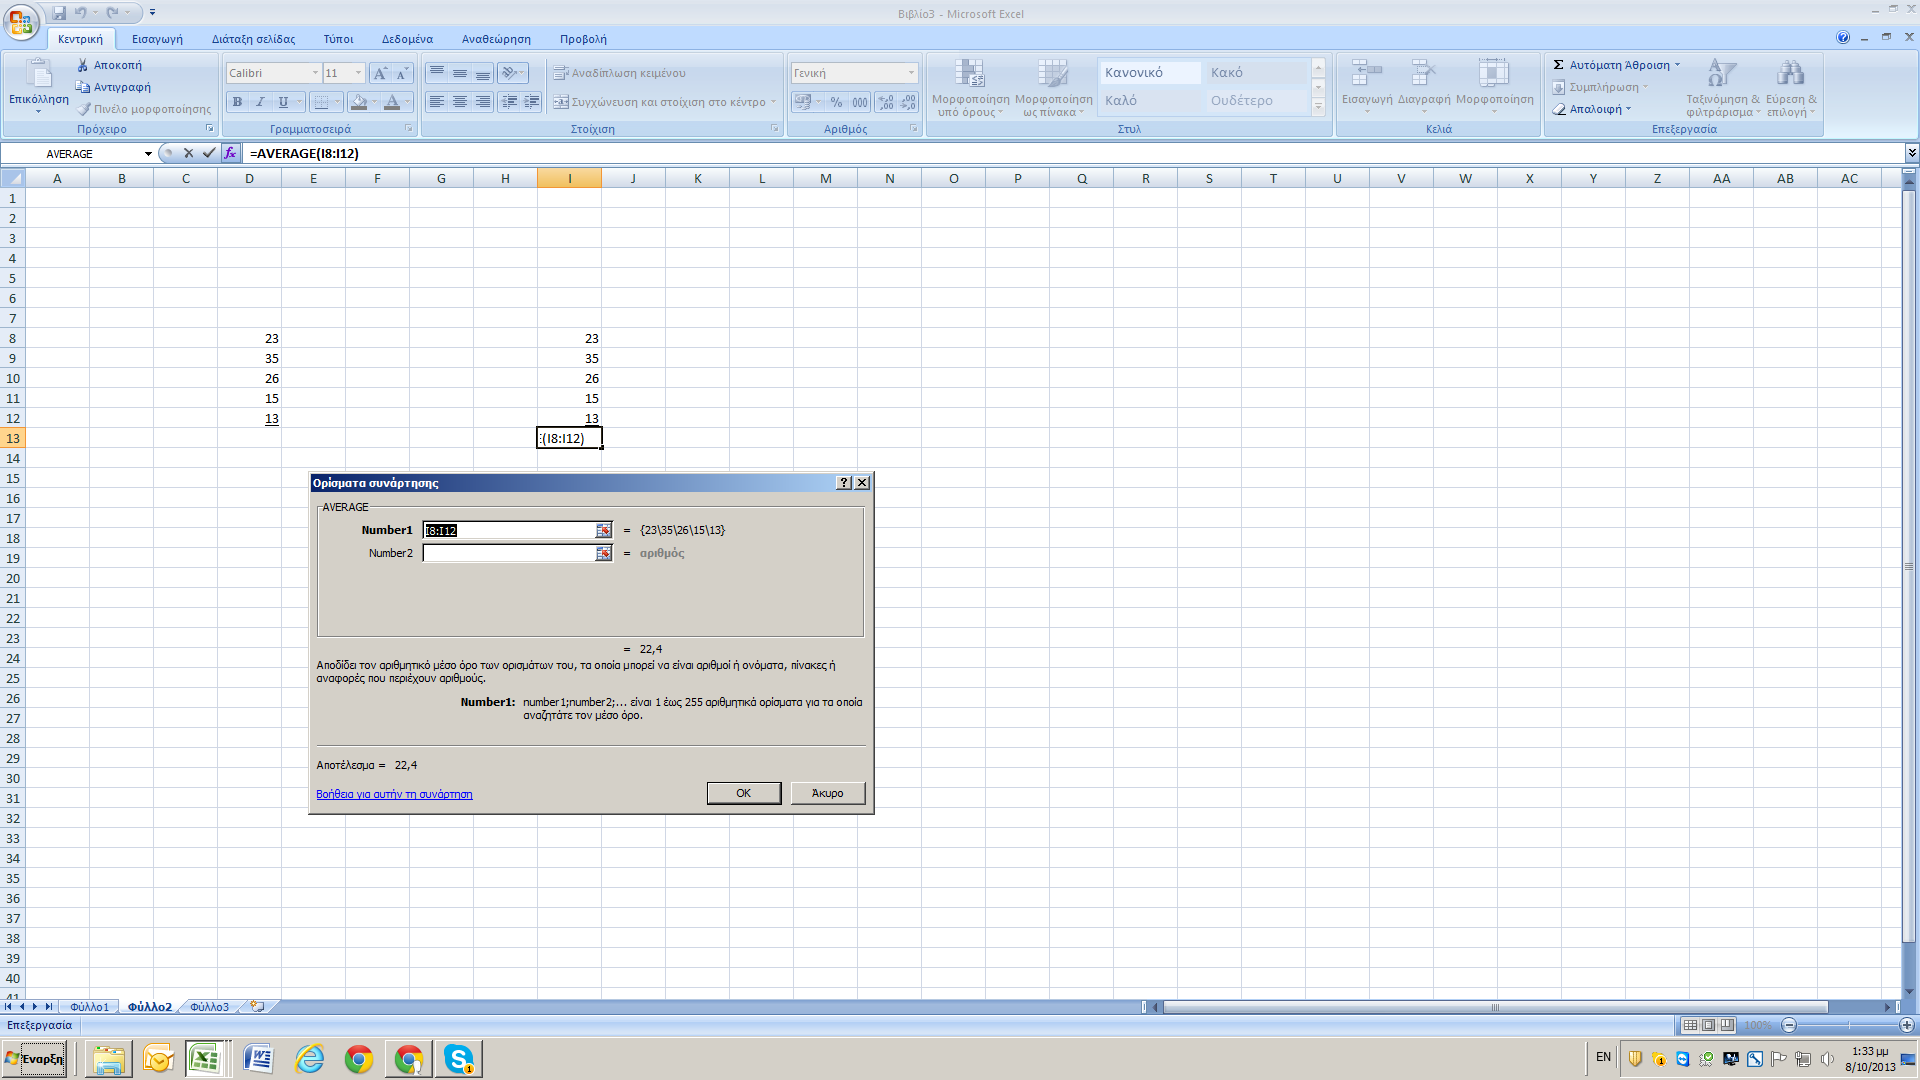 Βιβλίο3 - Microsoft Excel
Κεντρική Εισαγωγή Διάταξη σελίδας Τύποι Δεδομένα Αναθεώρηση Προβολή
Επικόλληση
Αποκοπή
Αντιγραφή
Πινέλο μορφοποίησης
Πρόχειρο
Calibri 11
B I U
Γραμματοσειρά
Αναδίπλωση κειμένου
Συγχώνευση και στοίχιση στο κέντρο
Στοίχιση
Γενική
% 000
Αριθμός
Μορφοποίηση υπό όρους
Μορφοποίηση ως πίνακα
Κανονικό Κακό
Καλό Ουδέτερο
Στυλ
Εισαγωγή Διαγραφή Μορφοποίηση
Κελιά
Σ Αυτόματη Άθροιση
Συμπλήρωση
Απαλοιφή
Ταξινόμηση & φιλτράρισμα
Εύρεση & επιλογή
Επεξεργασία
AVERAGE fx =AVERAGE(I8:I12)
A B C D E F G H I J K L M N O P Q R S T U V W X Y Z AA AB AC
1
2
3
4
5
6
7
8 23 23
9 35 35
10 26 26
11 15 15
12 13 13
13 (I8:I12)
14
15
16
17
18
19
20
21
22
23
24
25
26
27
28
29
30
31
32
33
34
35
36
37
38
39
40
41
Ορίσματα συνάρτησης
AVERAGE
Number1 I8:I12 = {23\35\26\15\13}
Number2 = αριθμός
= 22,4
Αποδίδει τον αριθμητικό μέσο όρο των ορισμάτων του, τα οποία μπορεί να είναι αριθμοί ή ονόματα, πίνακες ή
αναφορές που περιέχουν αριθμούς.
Number1: number1;number2;... είναι 1 έως 255 αριθμητικά ορίσματα για τα οποία
αναζητάτε τον μέσο όρο.
Αποτέλεσμα = 22,4
Βοήθεια για αυτήν τη συνάρτηση
OK Άκυρο
Φύλλο1 Φύλλο2 Φύλλο3
Επεξεργασία
100%
Έναρξη
EN
1:33 μμ
8/10/2013